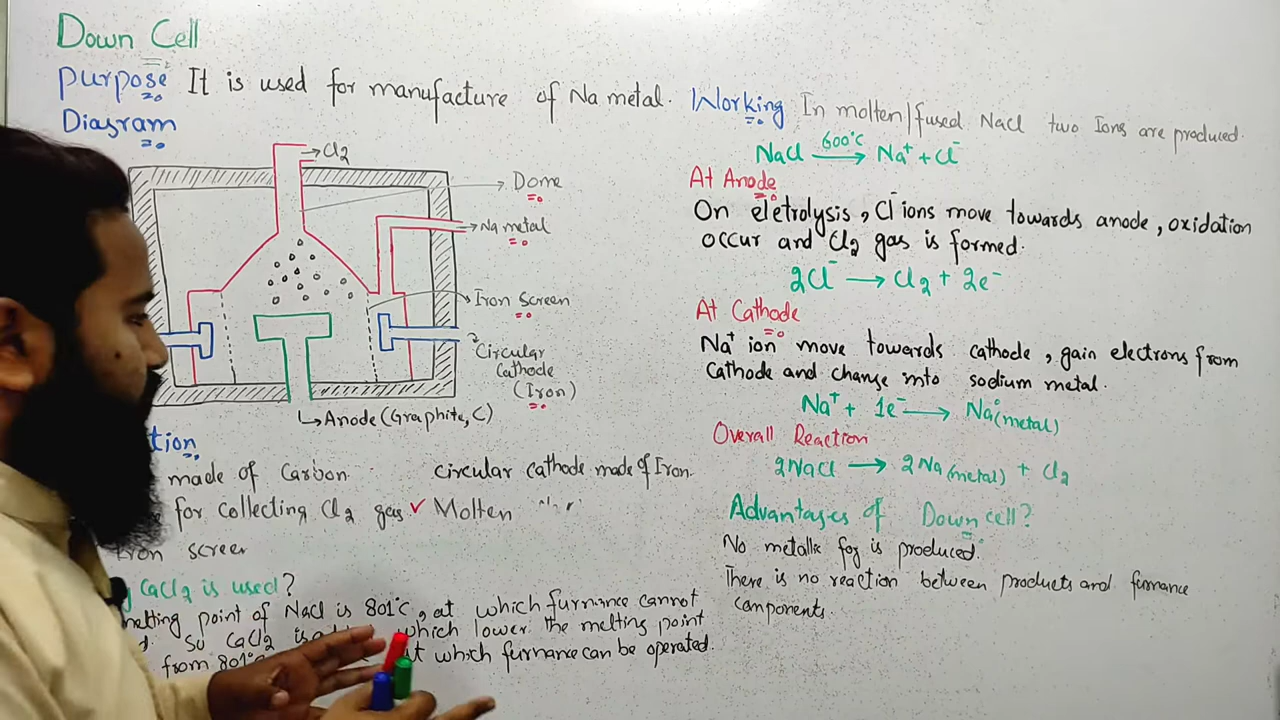 Down Cell
Purpose It is used for manufacture of Na metal.
Diagram
Cl2
Dome
Na metal
Iron Screen
Circular
Cathode
(Iron)
Anode (Graphite, C)
tion
made of Carbon circular cathode made of Iron.
for collecting Cl2 gas ✓ Molten
Iron screen
CaCl2 is used?
melting point of NaCl is 801°C, at which furnance cannot
So CaCl2 which lower the melting point
from 801°C at which furnance can be operated.
Working In molten/fused NaCl two Ions are produced.
NaCl 600°C → Na+ + Cl-
At Anode
On eletrolysis, Cl- ions move towards anode, oxidation
occur and Cl2 gas is formed.
2Cl- → Cl2 + 2e-
At Cathode
Na+ ion move towards cathode, gain electrons from
cathode and change into sodium metal.
Na+ + 1e- → Na°(metal)
Overall Reaction
2NaCl → 2Na(metal) + Cl2
Advantages of Down cell?
No metallic fog is produced.
There is no reaction between products and furnance
components.